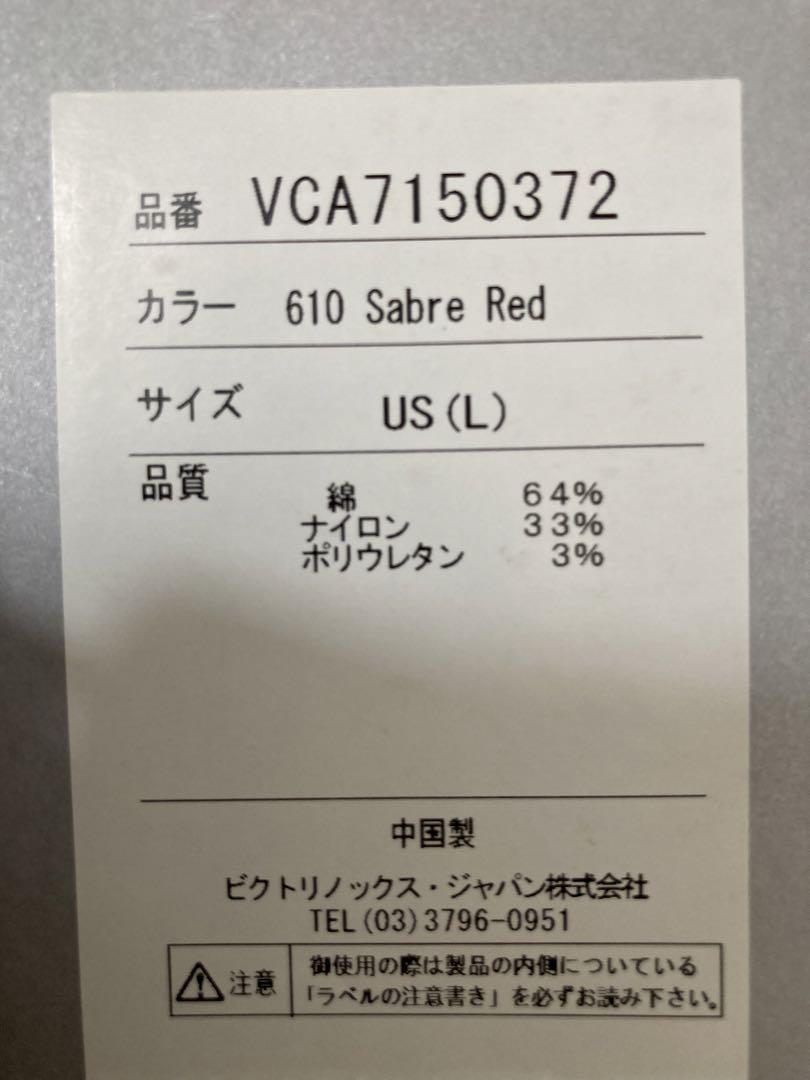 品番 VCA7150372
カラー 610 Sabre Red
サイズ US(L)
品質 綿 64%
ナイロン 33%
ポリウレタン 3%
中国製
ビクトリノックス・ジャパン株式会社
TEL(03)3796-0951
注意 御使用の際は製品の内側についている
「ラベルの注意書き」を必ずお読み下さい。